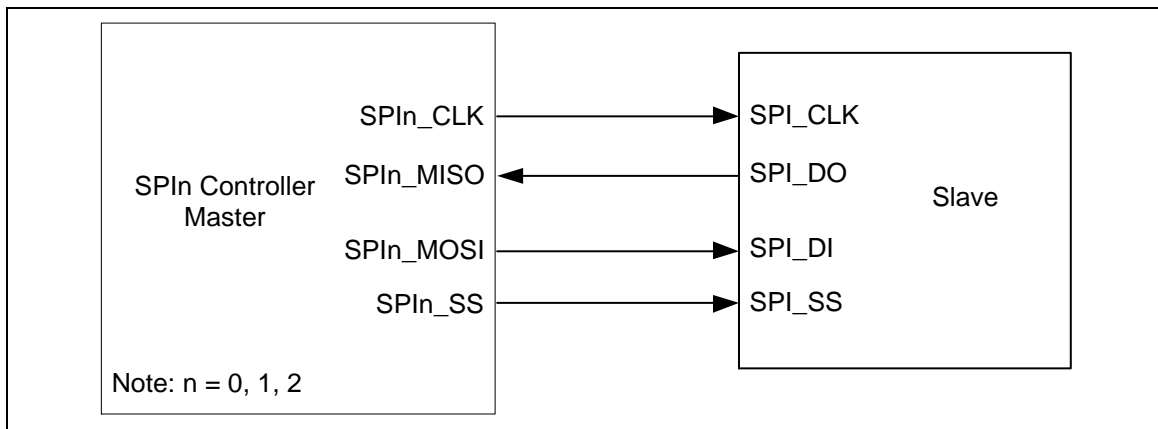 SPIn Controller
Master
SPIn_CLK
SPIn_MISO
SPIn_MOSI
SPIn_SS
Note: n = 0, 1, 2
SPI_CLK
SPI_DO
SPI_DI
SPI_SS
Slave